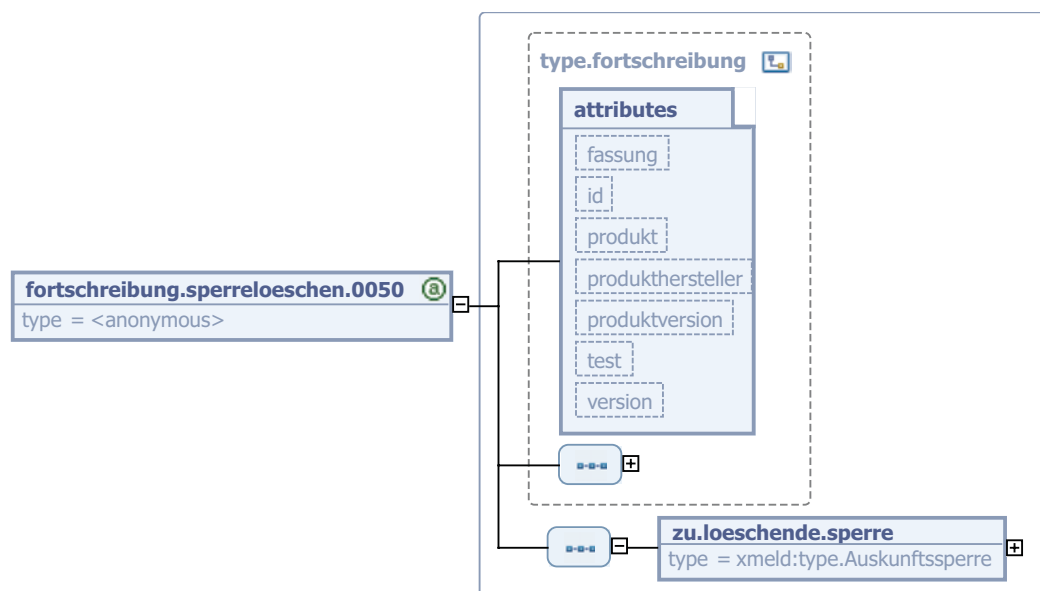 type.fortschreibung
attributes
fassung
id
produkt
produkthersteller
produktversion
test
version
fortschreibung.sperreloeschen.0050
a
type = <anonymous>
zu.loeschende.sperre
type = xmeld:type.Auskunftssperre